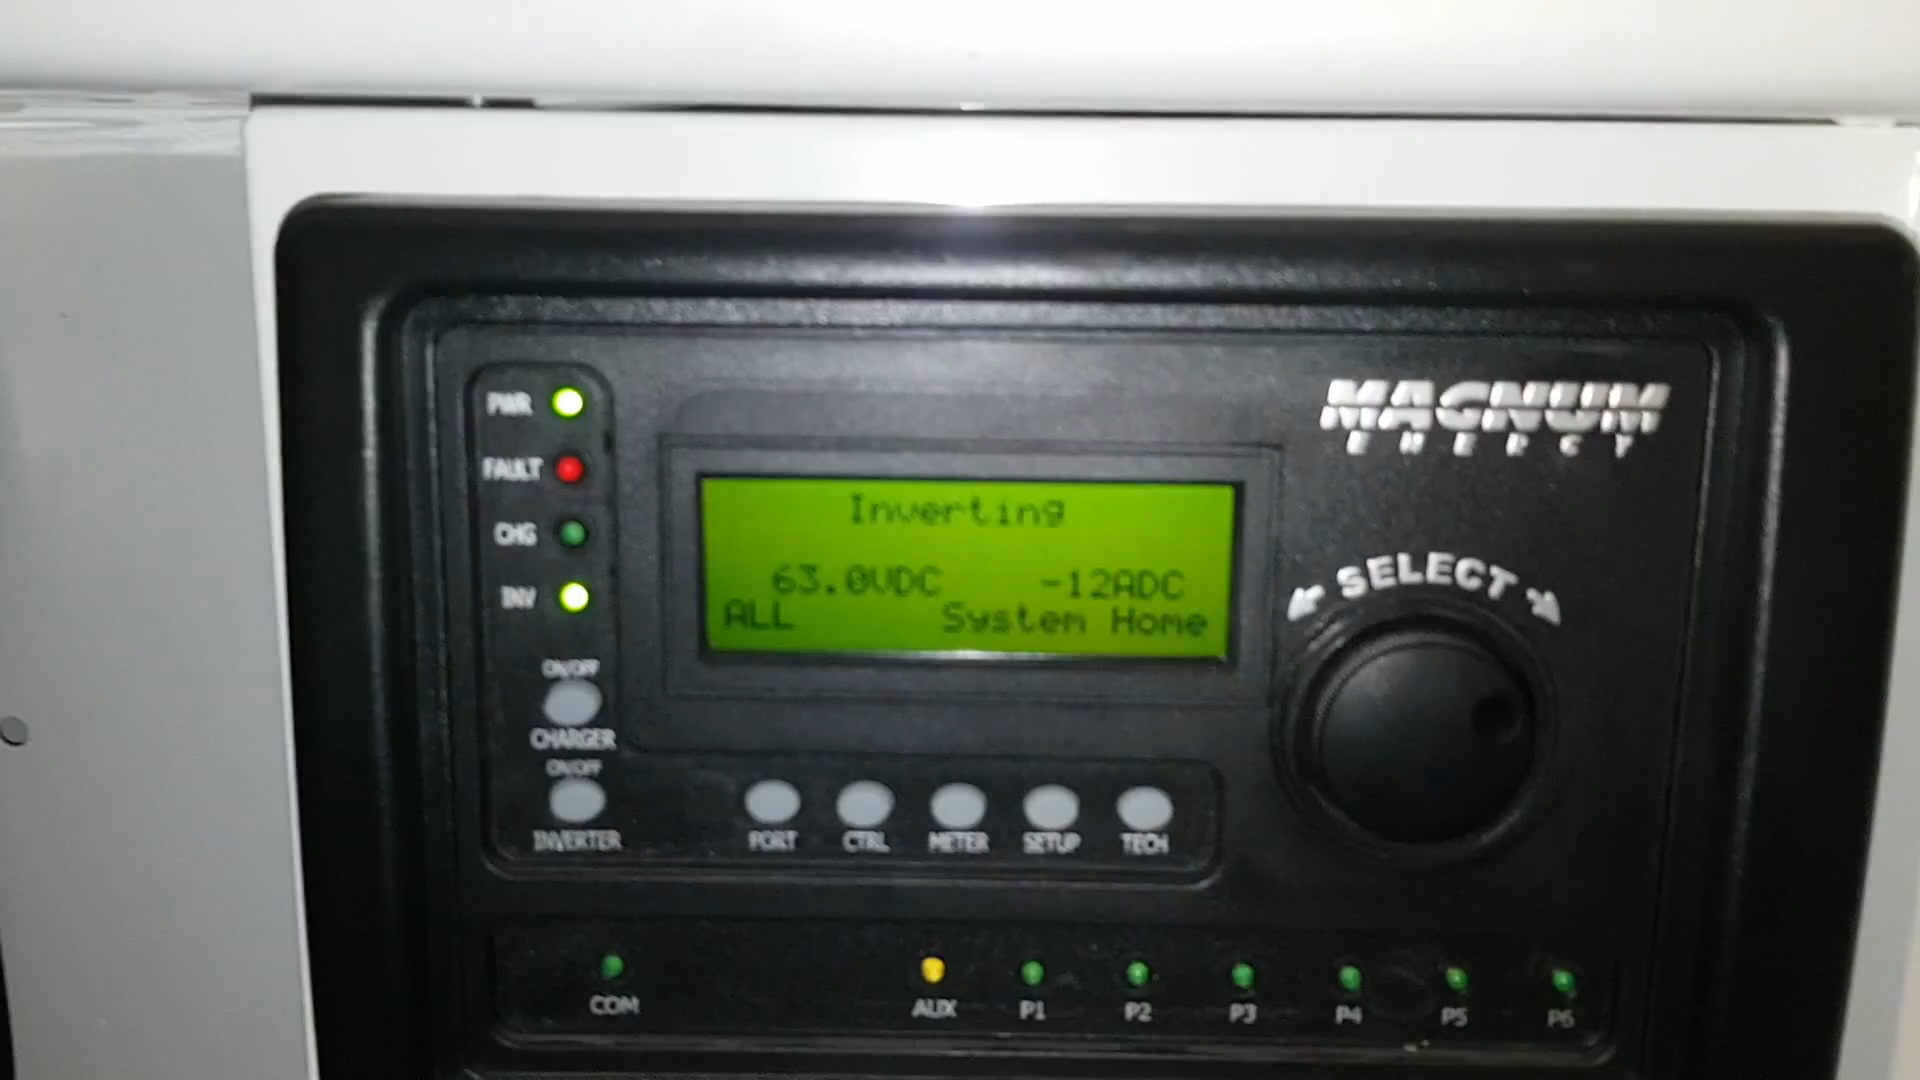 MAGNUM
ENERGY
PWR
FAULT
CHG
INV
Inverting
63.0VDC -12ADC
ALL System Home
SELECT
ON/OFF
CHARGER
ON/OFF
INVERTER
PORT CTRL METER SETUP TECH
COM AUX P1 P2 P3 P4 P5 P6